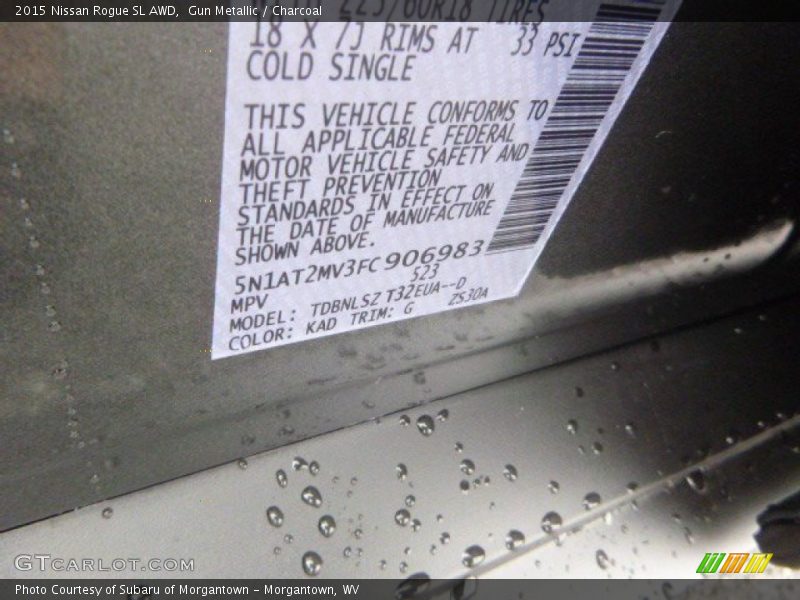 2015 Nissan Rogue SL AWD, Gun Metallic / Charcoal
225/60R18 TIRES
18 X 7J RIMS AT 33 PSI
COLD SINGLE
THIS VEHICLE CONFORMS TO
ALL APPLICABLE FEDERAL
MOTOR VEHICLE SAFETY AND
THEFT PREVENTION
STANDARDS IN EFFECT ON
THE DATE OF MANUFACTURE
SHOWN ABOVE.
5N1AT2MV3FC906983
MPV 523
MODEL: TDBNLSZ T32EUA--D
COLOR: KAD TRIM: G ZS30A
GTCARLOT.COM
Photo Courtesy of Subaru of Morgantown - Morgantown, WV